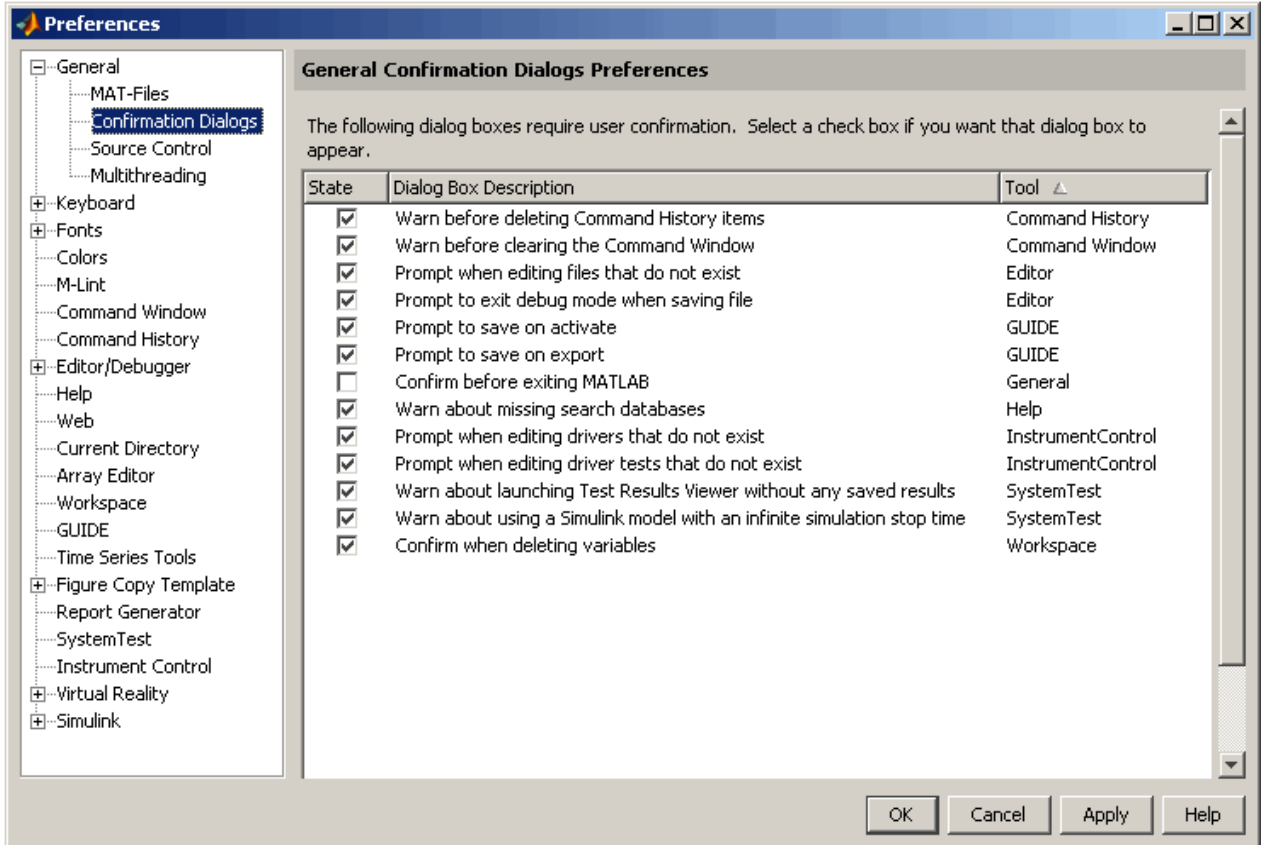 Preferences
General
MAT-Files
Confirmation Dialogs
Source Control
Multithreading
Keyboard
Fonts
Colors
M-Lint
Command Window
Command History
Editor/Debugger
Help
Web
Current Directory
Array Editor
Workspace
GUIDE
Time Series Tools
Figure Copy Template
Report Generator
SystemTest
Instrument Control
Virtual Reality
Simulink
General Confirmation Dialogs Preferences
The following dialog boxes require user confirmation. Select a check box if you want that dialog box to
appear.
State Dialog Box Description Tool
Warn before deleting Command History items Command History
Warn before clearing the Command Window Command Window
Prompt when editing files that do not exist Editor
Prompt to exit debug mode when saving file Editor
Prompt to save on activate GUIDE
Prompt to save on export GUIDE
Confirm before exiting MATLAB General
Warn about missing search databases Help
Prompt when editing drivers that do not exist InstrumentControl
Prompt when editing driver tests that do not exist InstrumentControl
Warn about launching Test Results Viewer without any saved results SystemTest
Warn about using a Simulink model with an infinite simulation stop time SystemTest
Confirm when deleting variables Workspace
OK Cancel Apply Help